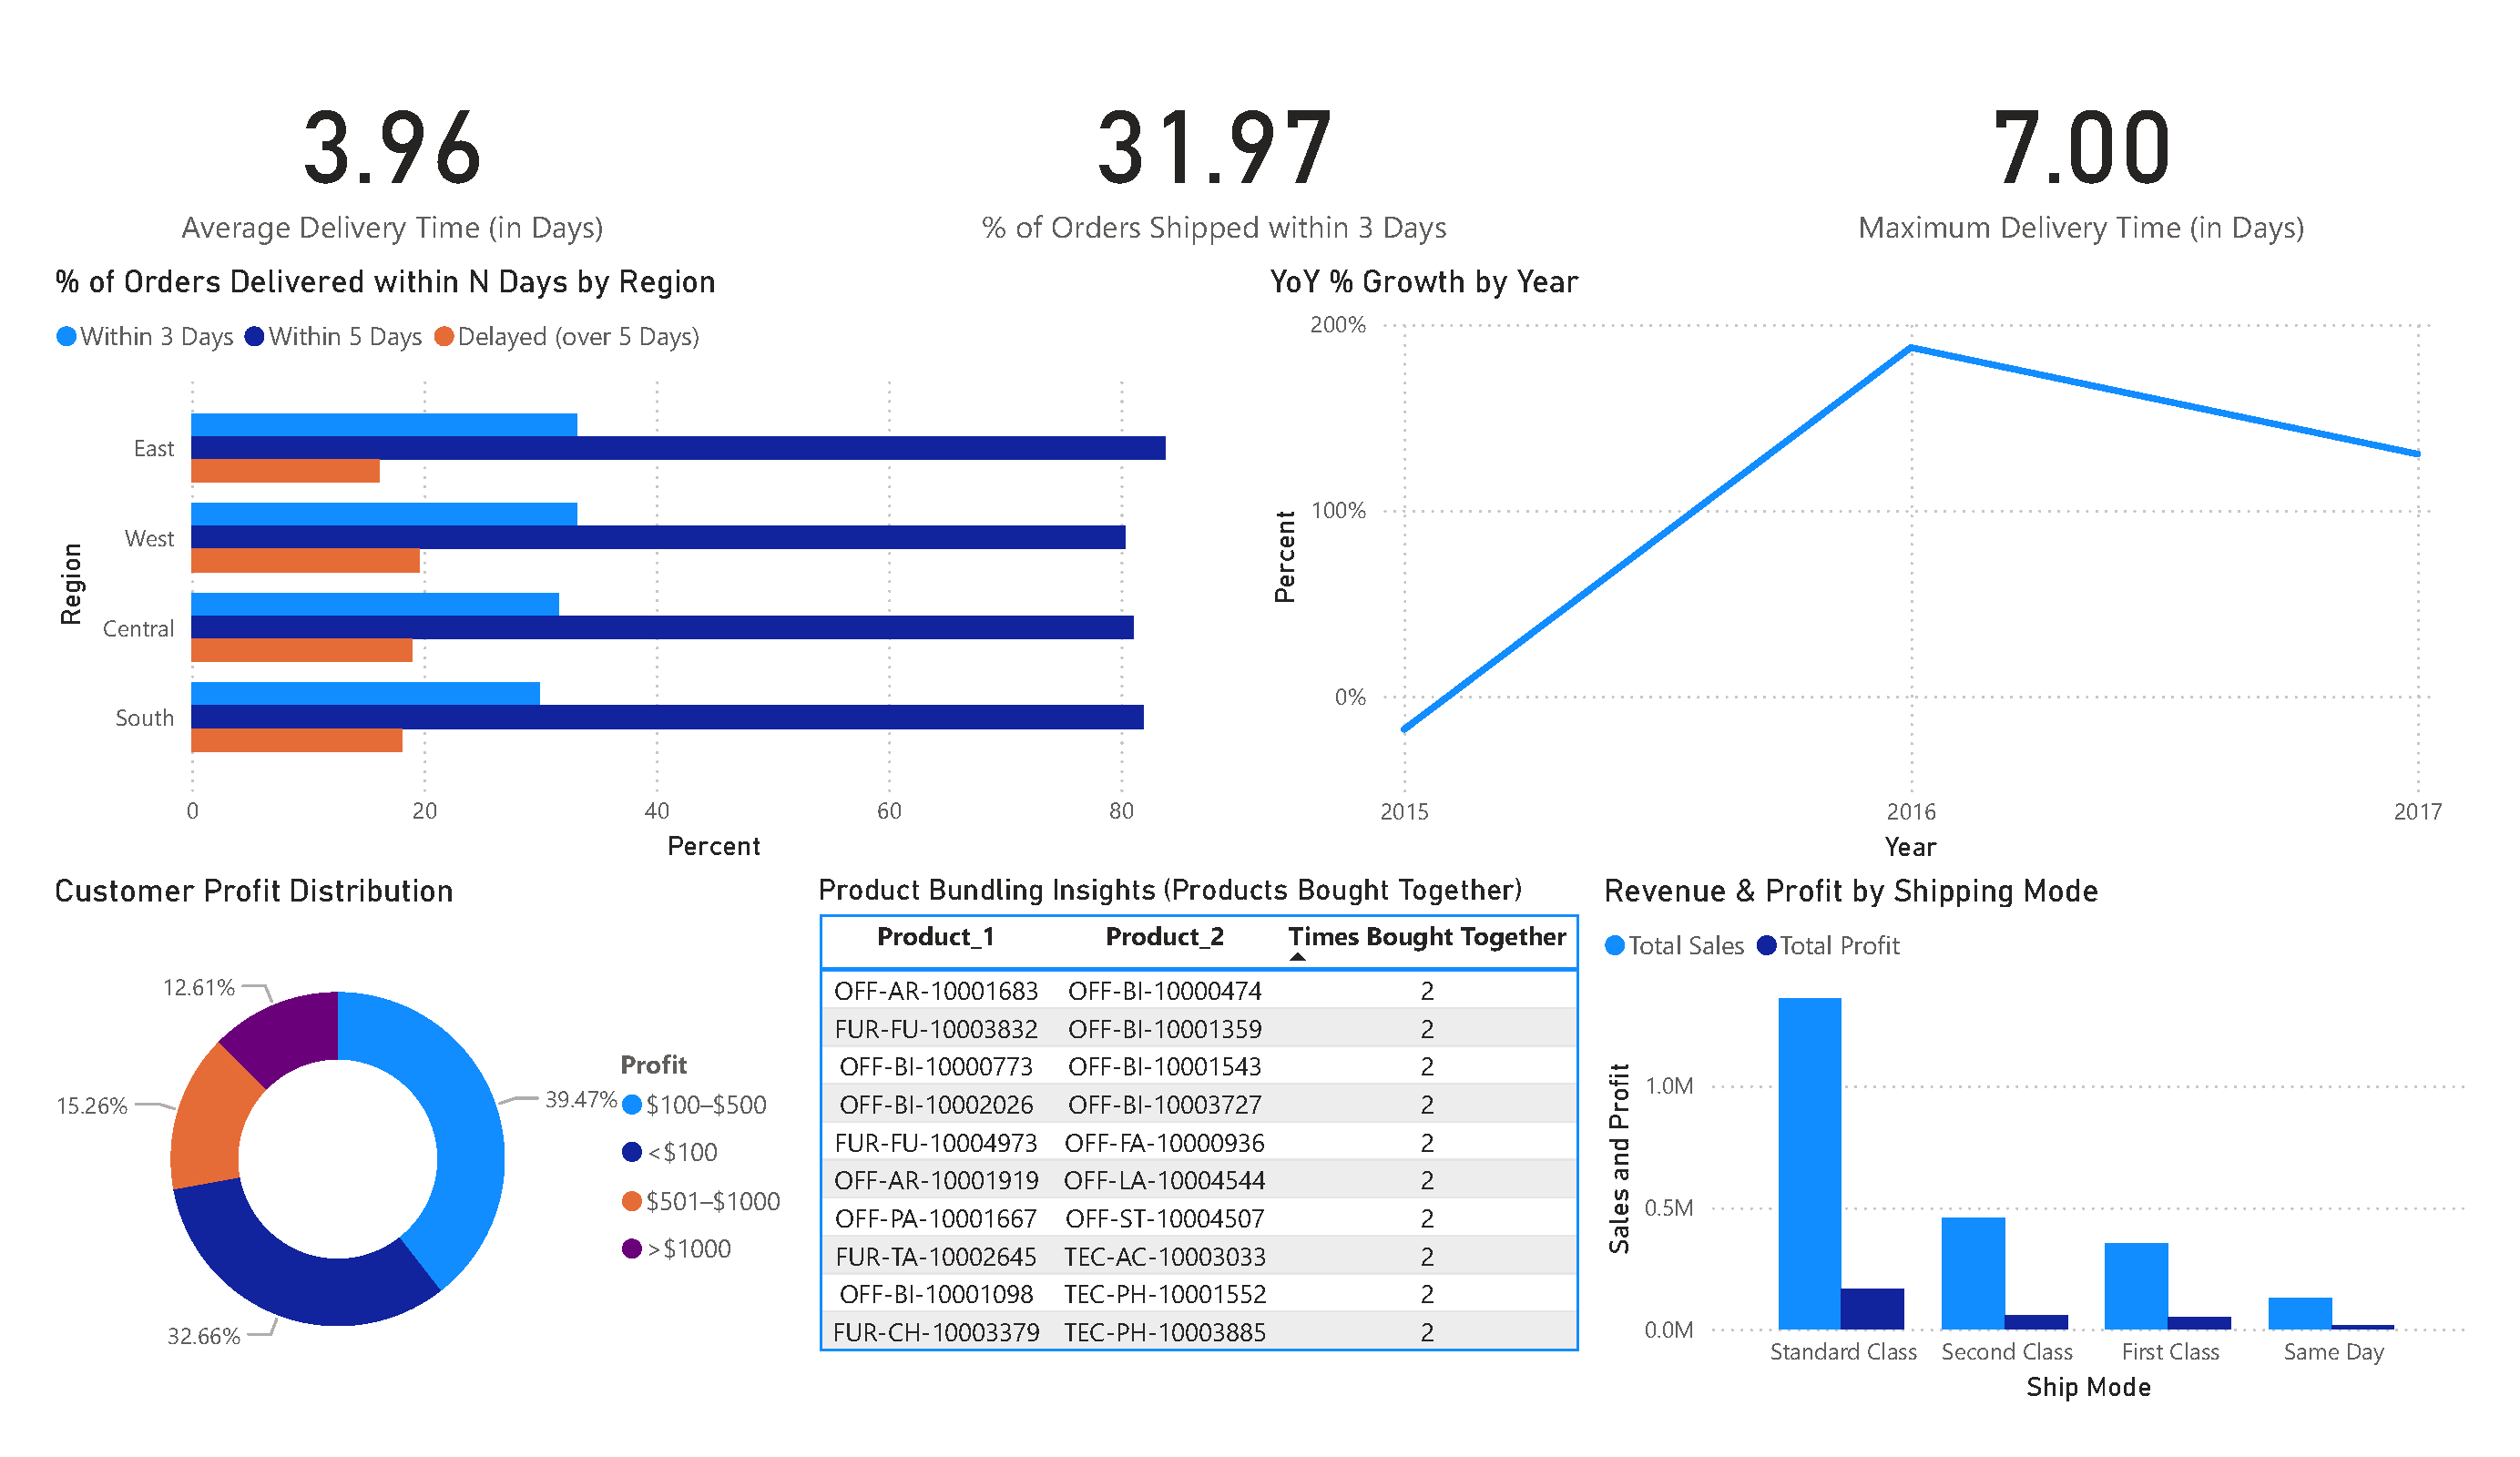 3.96
Average Delivery Time (in Days)
31.97
% of Orders Shipped within 3 Days
7.00
Maximum Delivery Time (in Days)
% of Orders Delivered within N Days by Region
Within 3 Days Within 5 Days Delayed (over 5 Days)
Region
East
West
Central
South
0 20 40 60 80
Percent
YoY % Growth by Year
200%
100%
0%
Percent
2015 2016 2017
Year
Customer Profit Distribution
12.61%
15.26%
39.47%
32.66%
Profit
$100–$500
<$100
$501–$1000
>$1000
Product Bundling Insights (Products Bought Together)
Product_1 Product_2 Times Bought Together
OFF-AR-10001683 OFF-BI-10000474 2
FUR-FU-10003832 OFF-BI-10001359 2
OFF-BI-10000773 OFF-BI-10001543 2
OFF-BI-10002026 OFF-BI-10003727 2
FUR-FU-10004973 OFF-FA-10000936 2
OFF-AR-10001919 OFF-LA-10004544 2
OFF-PA-10001667 OFF-ST-10004507 2
FUR-TA-10002645 TEC-AC-10003033 2
OFF-BI-10001098 TEC-PH-10001552 2
FUR-CH-10003379 TEC-PH-10003885 2
Revenue & Profit by Shipping Mode
Total Sales Total Profit
Sales and Profit
1.0M
0.5M
0.0M
Standard Class Second Class First Class Same Day
Ship Mode